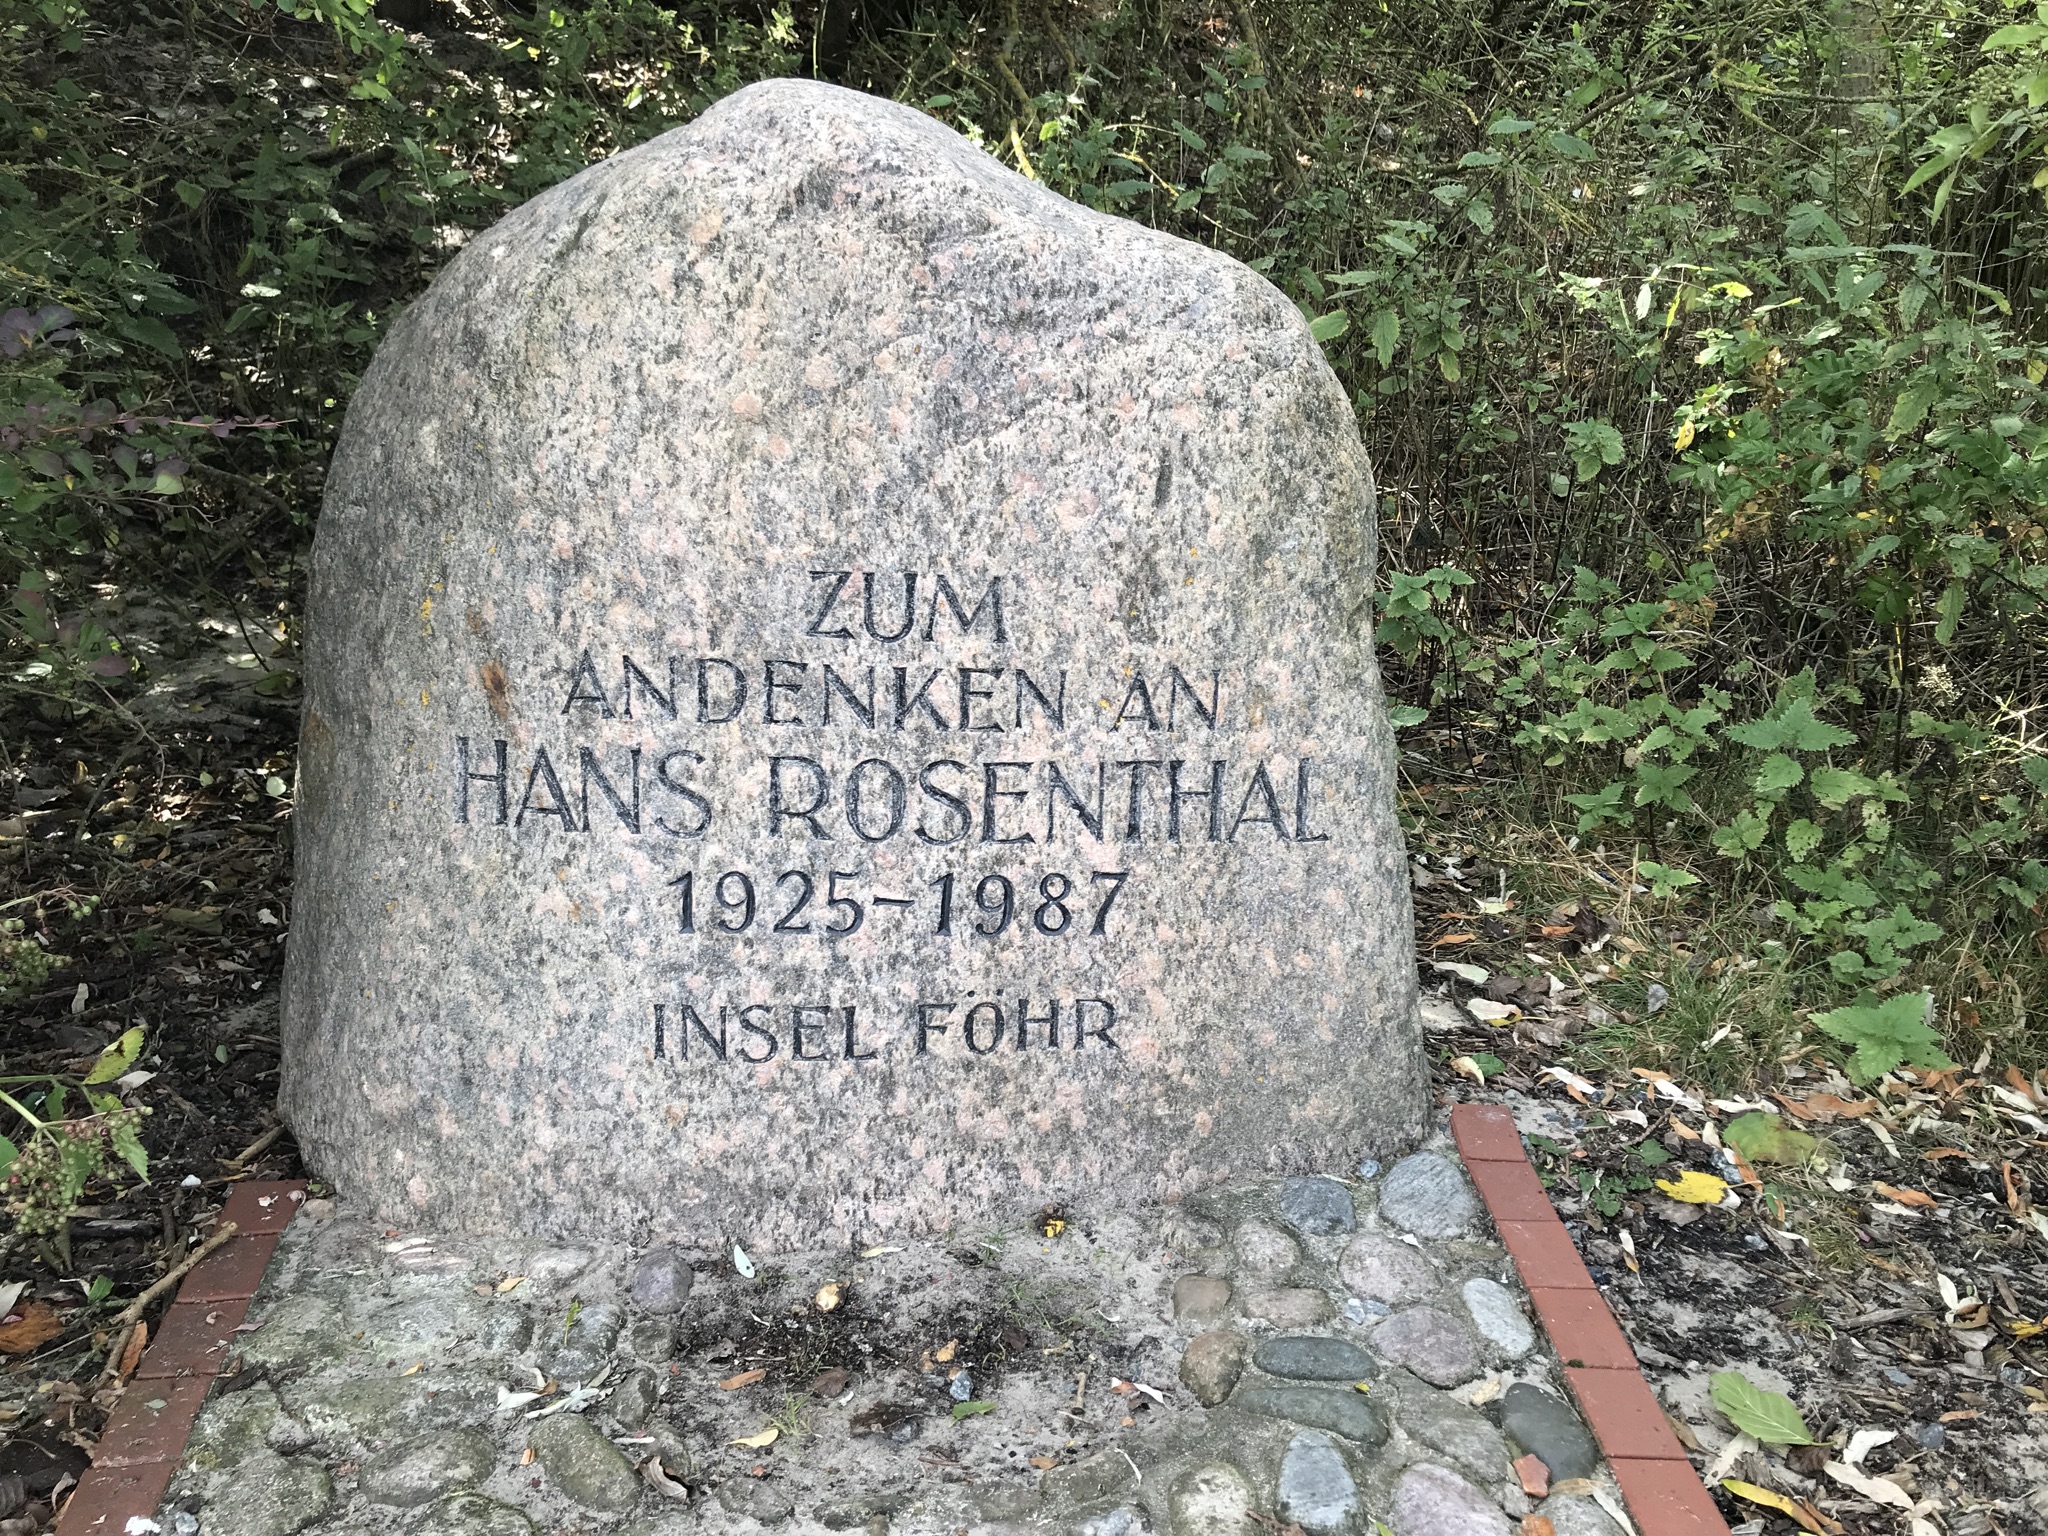 ZUM
ANDENKEN AN
HANS ROSENTHAL
1925-1987
INSEL FÖHR